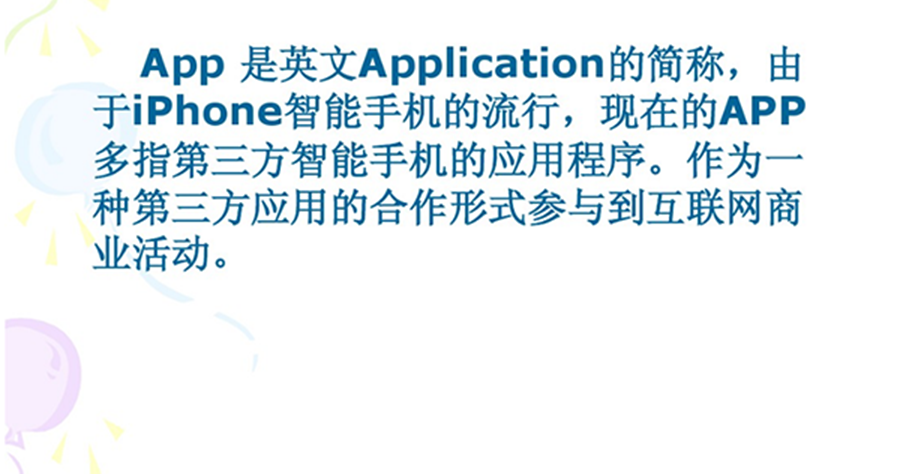 App 是英文Application的简称，由
于iPhone智能手机的流行，现在的APP
多指第三方智能手机的应用程序。作为一
种第三方应用的合作形式参与到互联网商
业活动。